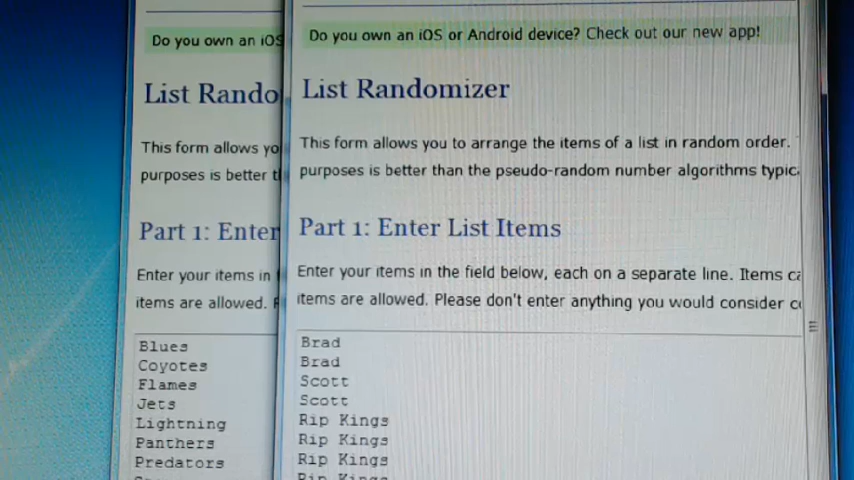 Do you own an iOS
List Rando
This form allows yo
purposes is better t
Part 1: Enter
Enter your items in
items are allowed.
Blues
Coyotes
Flames
Jets
Lightning
Panthers
Predators
Do you own an iOS or Android device? Check out our new app!
List Randomizer
This form allows you to arrange the items of a list in random order.
purposes is better than the pseudo-random number algorithms typic
Part 1: Enter List Items
Enter your items in the field below, each on a separate line. Items ca
items are allowed. Please don't enter anything you would consider c
Brad
Brad
Scott
Scott
Rip Kings
Rip Kings
Rip Kings
Rip Kings